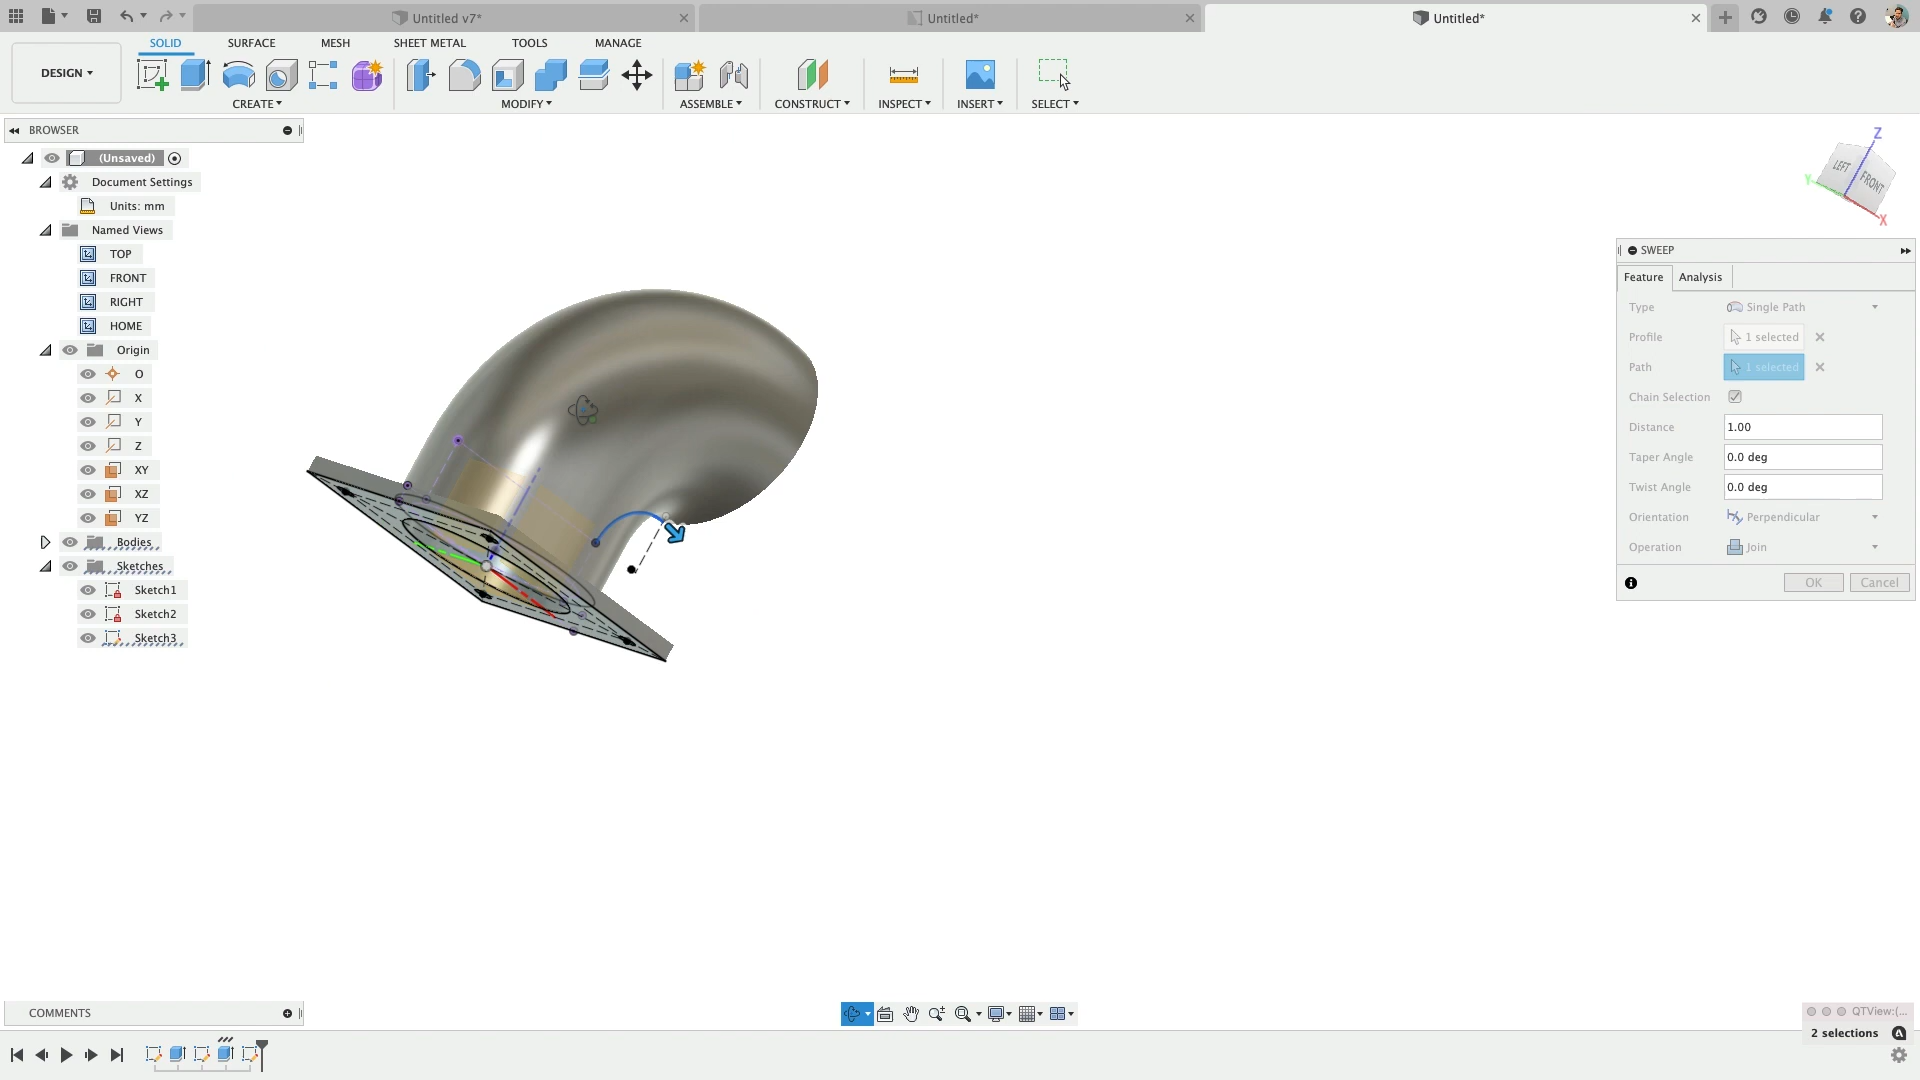 Untitled v7*
Untitled*
Untitled*
DESIGN
SOLID
SURFACE
MESH
SHEET METAL
TOOLS
MANAGE
CREATE
MODIFY
ASSEMBLE
CONSTRUCT
INSPECT
INSERT
SELECT
BROWSER
(Unsaved)
Document Settings
Units: mm
Named Views
TOP
FRONT
RIGHT
HOME
Origin
O
X
Y
Z
XY
XZ
YZ
Bodies
Sketches
Sketch1
Sketch2
Sketch3
Z
LEFT
FRONT
Y
X
SWEEP
Feature
Analysis
Type
Single Path
Profile
1 selected
Path
1 selected
Chain Selection
Distance
1.00
Taper Angle
0.0 deg
Twist Angle
0.0 deg
Orientation
Perpendicular
Operation
Join
OK
Cancel
COMMENTS
QTView:(...
2 selections